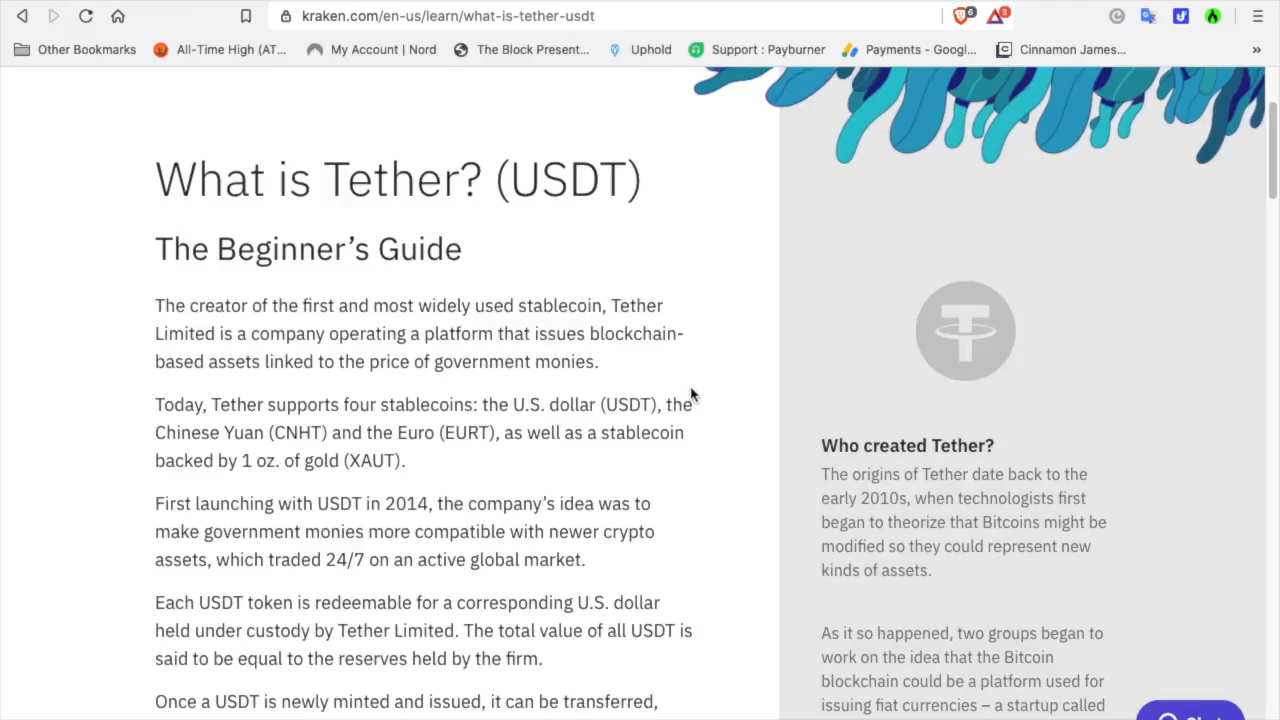 kraken.com/en-us/learn/what-is-tether-usdt
6
3
Other Bookmarks
All-Time High (AT...
My Account | Nord
The Block Present...
Uphold
Support : Payburner
Payments - Googl...
Cinnamon James...
»
What is Tether? (USDT)
The Beginner’s Guide
The creator of the first and most widely used stablecoin, Tether
Limited is a company operating a platform that issues blockchain-
based assets linked to the price of government monies.
Today, Tether supports four stablecoins: the U.S. dollar (USDT), the
Chinese Yuan (CNHT) and the Euro (EURT), as well as a stablecoin
backed by 1 oz. of gold (XAUT).
First launching with USDT in 2014, the company’s idea was to
make government monies more compatible with newer crypto
assets, which traded 24/7 on an active global market.
Each USDT token is redeemable for a corresponding U.S. dollar
held under custody by Tether Limited. The total value of all USDT is
said to be equal to the reserves held by the firm.
Once a USDT is newly minted and issued, it can be transferred,
Who created Tether?
The origins of Tether date back to the
early 2010s, when technologists first
began to theorize that Bitcoins might be
modified so they could represent new
kinds of assets.
As it so happened, two groups began to
work on the idea that the Bitcoin
blockchain could be a platform used for
issuing fiat currencies – a startup called